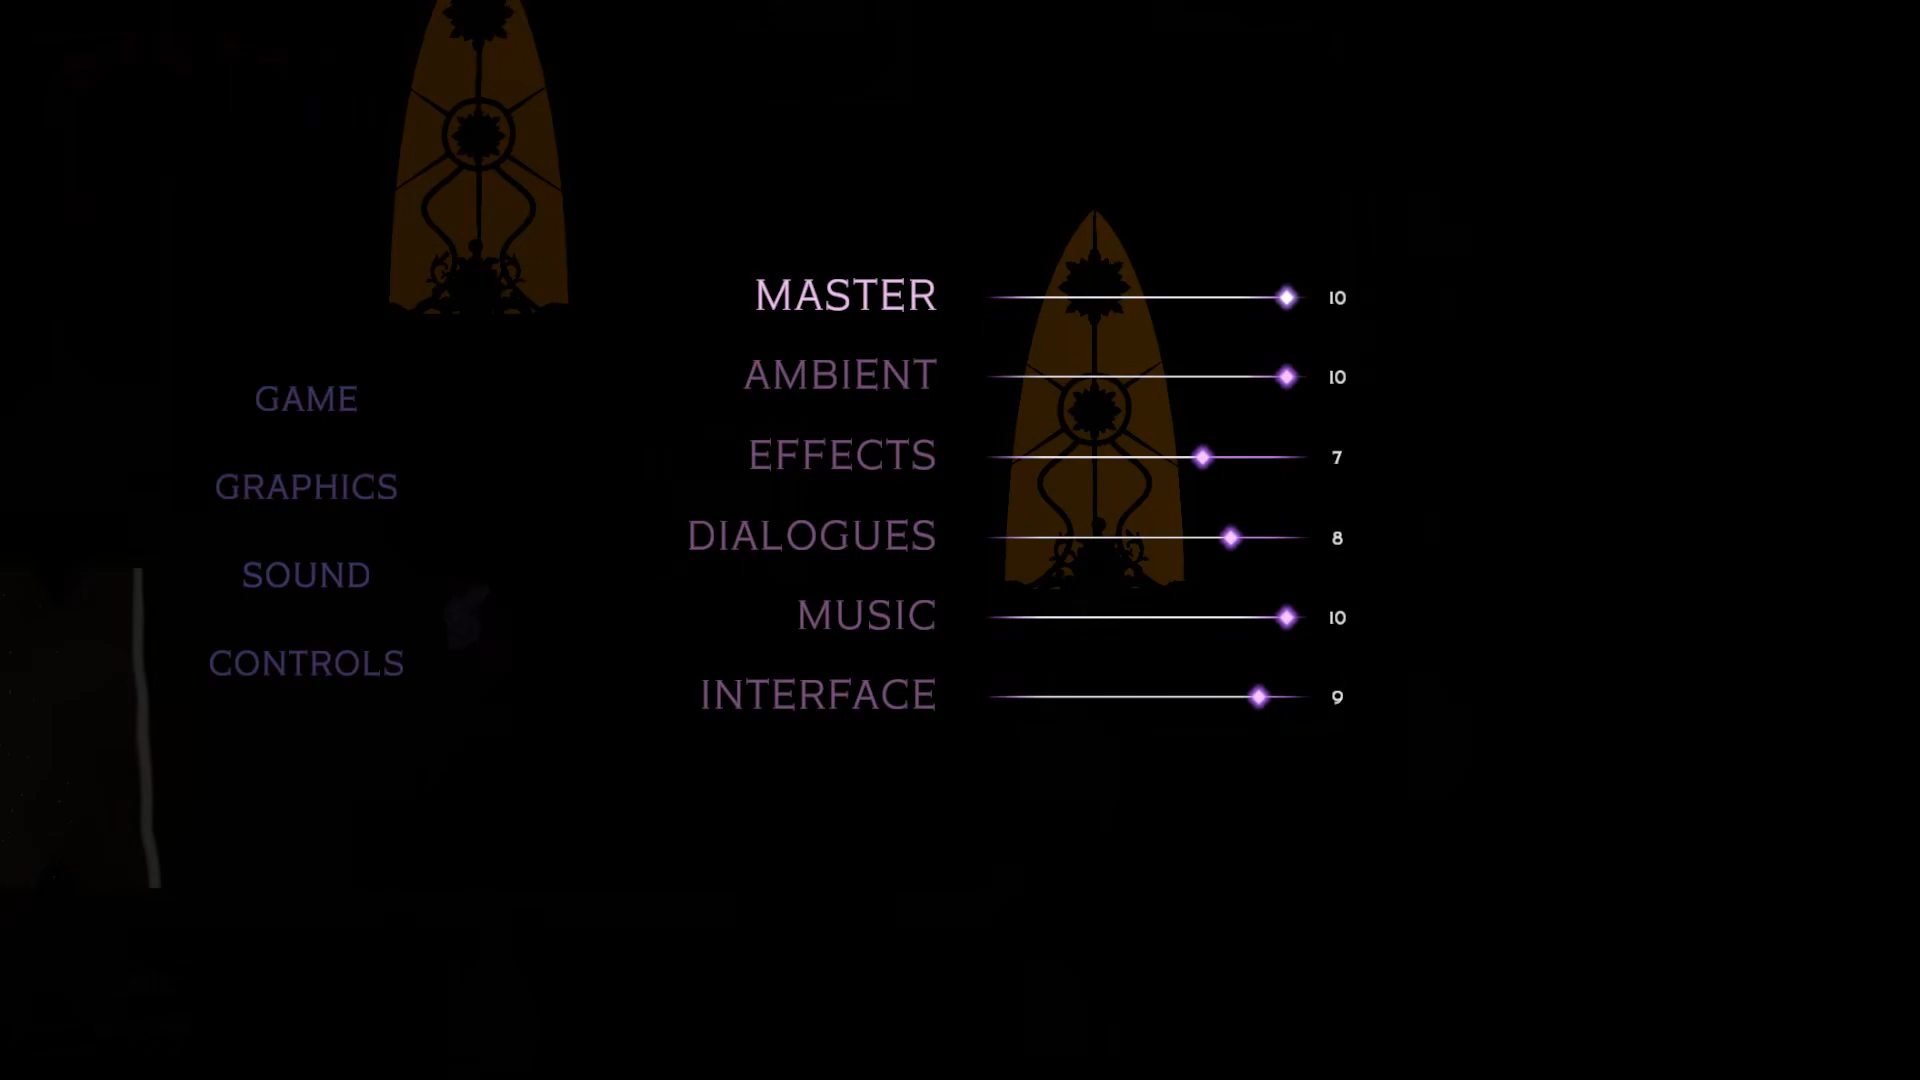 GAME
GRAPHICS
SOUND
CONTROLS
MASTER 10
AMBIENT 10
EFFECTS 7
DIALOGUES 8
MUSIC 10
INTERFACE 9